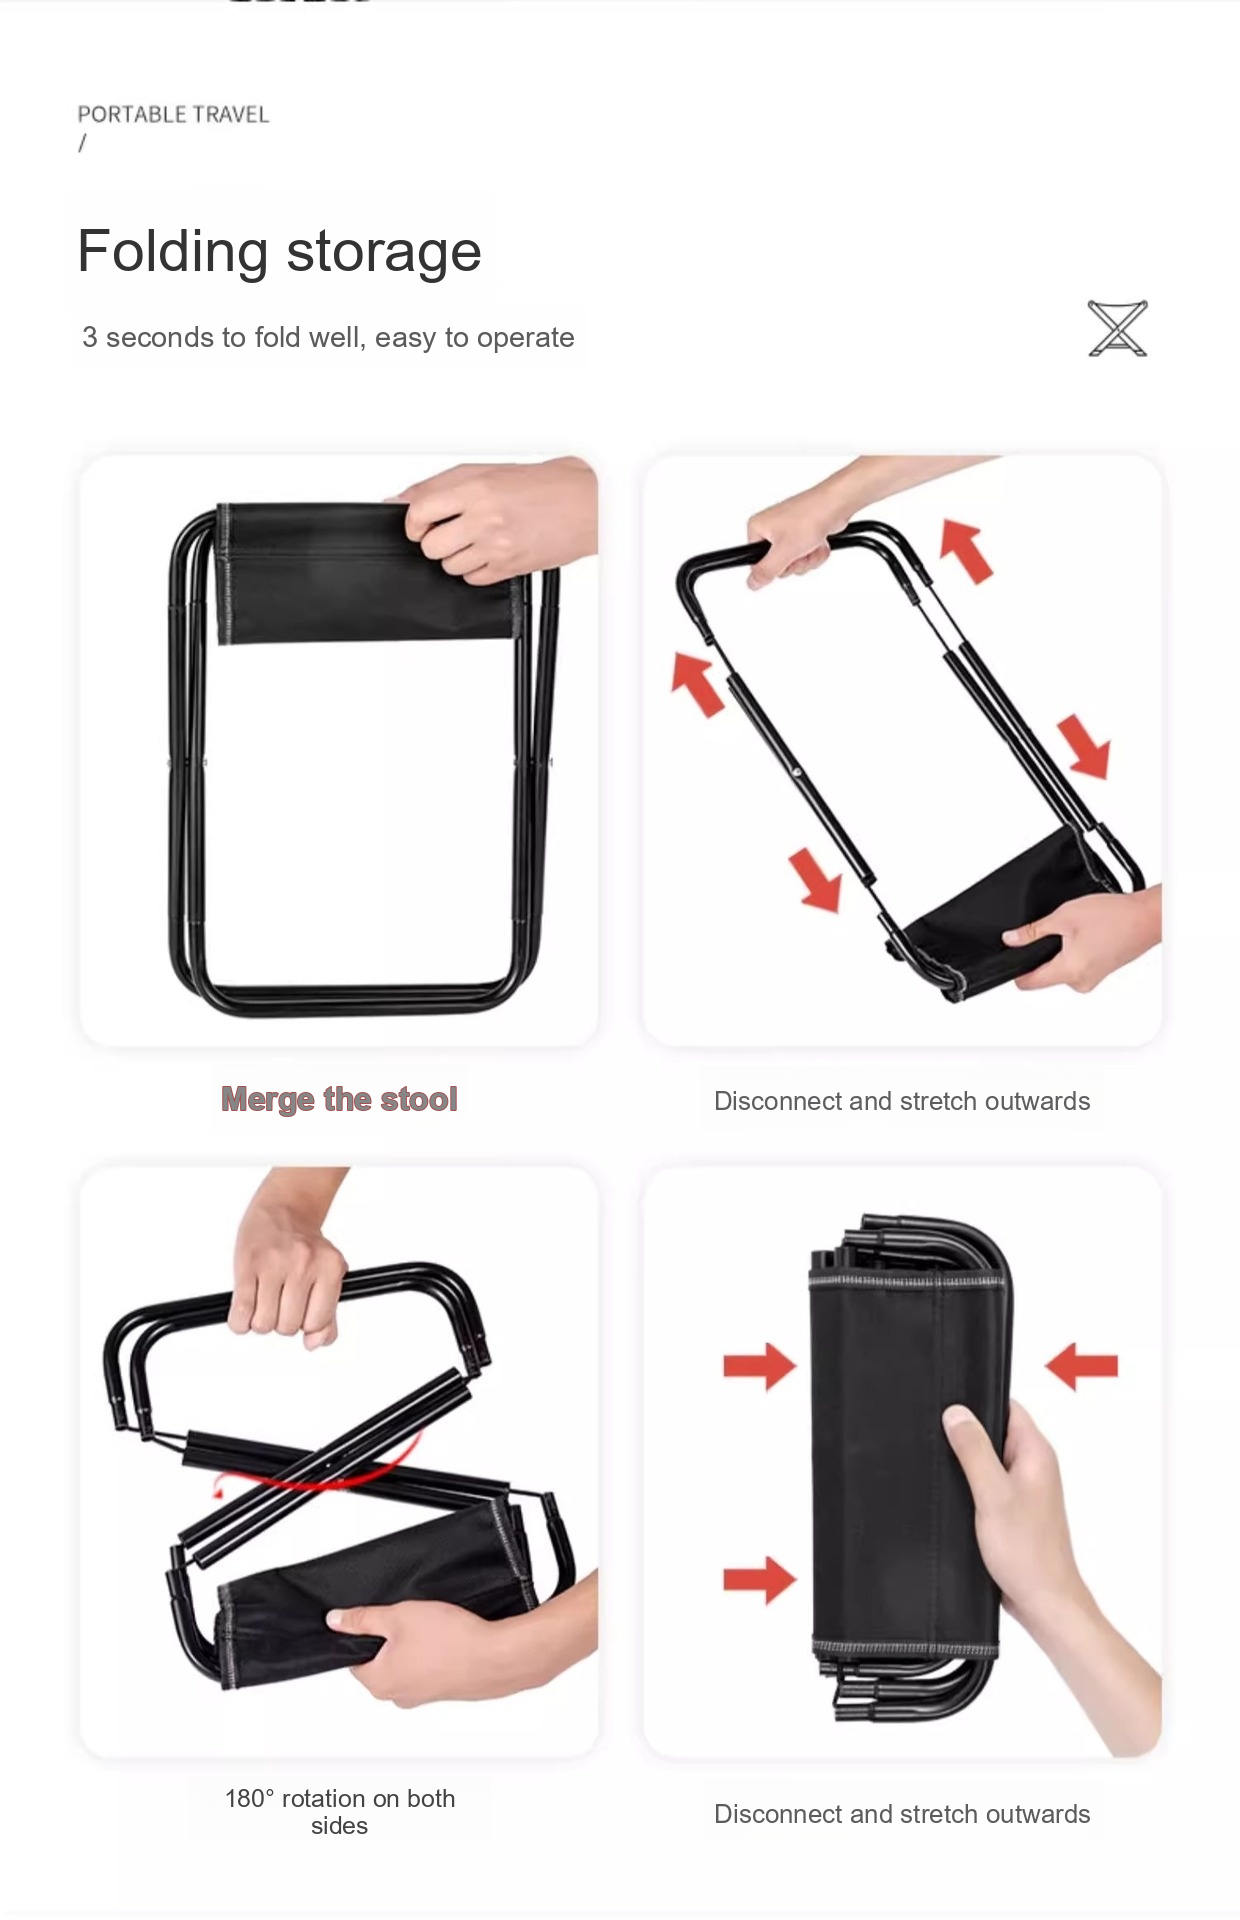 PORTABLE TRAVEL
/
Folding storage
3 seconds to fold well, easy to operate
Merge the stool
Disconnect and stretch outwards
180° rotation on both
sides
Disconnect and stretch outwards